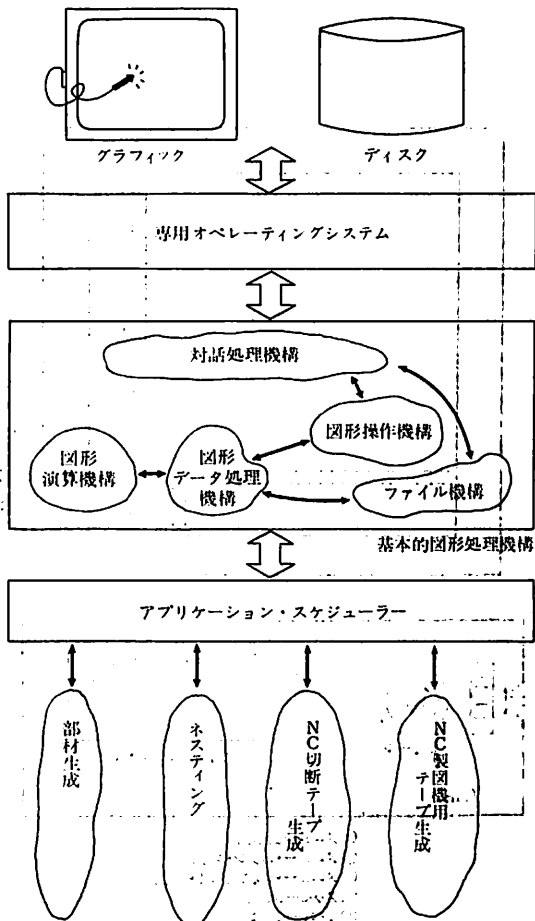 グラフィック
ディスク
専用オペレーティングシステム
対話処理機構
図形操作機構
図形
演算機構
図形
データ処理
機構
ファイル機構
基本的図形処理機構
アプリケーション・スケジューラー
部材生成
ネスティング
NC切断テープ
生成
NC製図機用
テープ生成